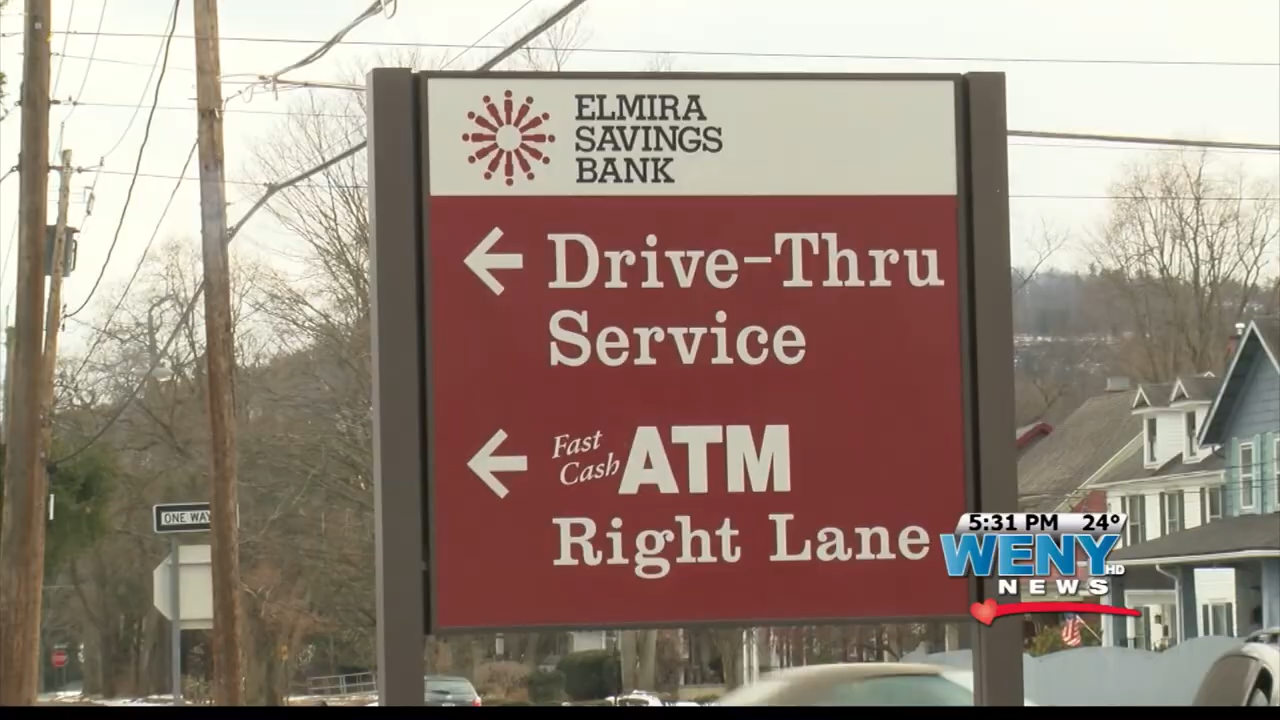 ELMIRA
SAVINGS
BANK
← Drive-Thru
Service
← Fast Cash ATM
Right Lane
ONE WAY
5:31 PM 24°
WENY HD
NEWS